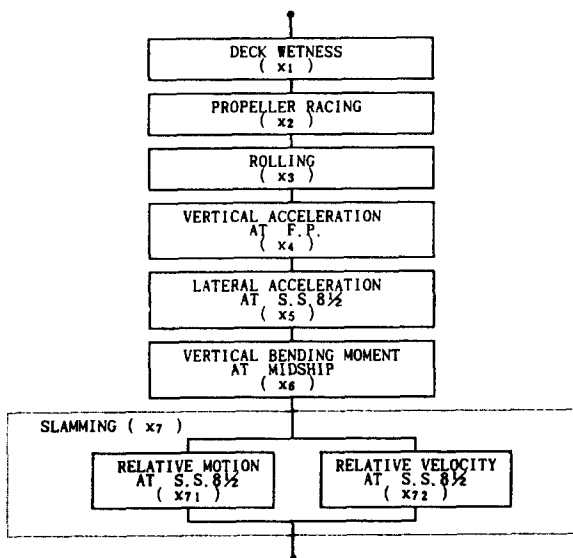 DECK WETNESS
( x1 )
PROPELLER RACING
( x2 )
ROLLING
( x3 )
VERTICAL ACCELERATION
AT F.P.
( x4 )
LATERAL ACCELERATION
AT S.S.8½
( x5 )
VERTICAL BENDING MOMENT
AT MIDSHIP
( x6 )
SLAMMING ( x7 )
RELATIVE MOTION
AT S.S.8½
( x71 )
RELATIVE VELOCITY
AT S.S.8½
( x72 )